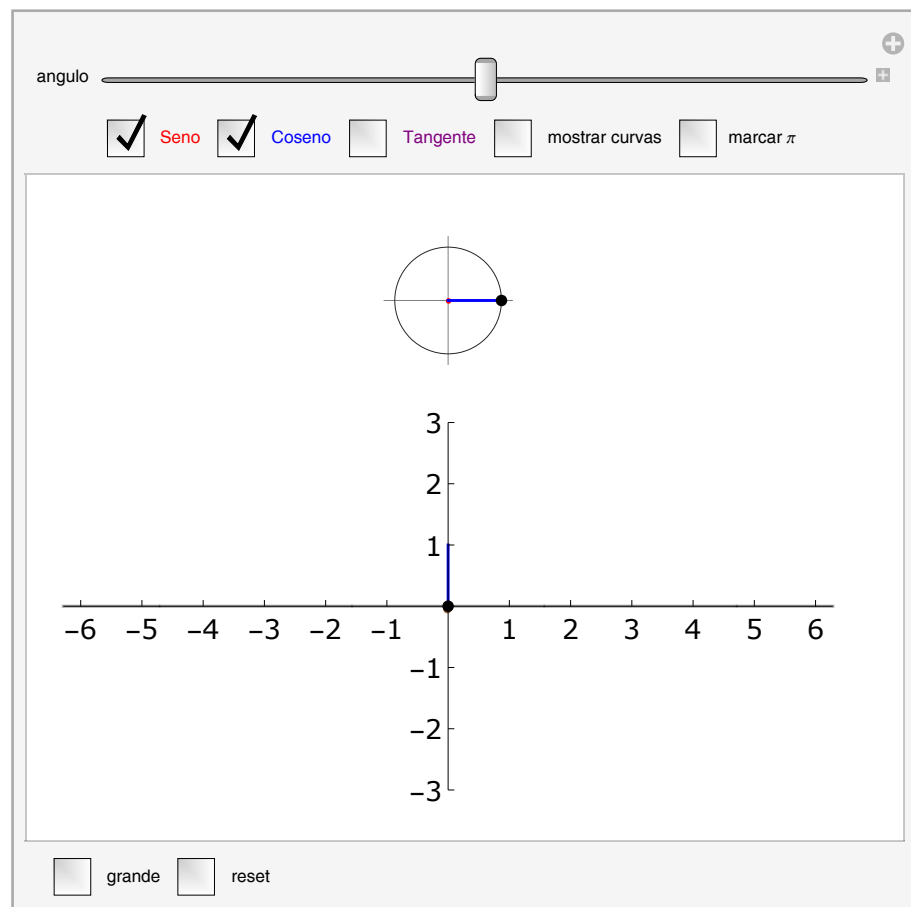 angulo
Seno Coseno Tangente mostrar curvas marcar π
3
2
1
−6 −5 −4 −3 −2 −1 1 2 3 4 5 6
−1
−2
−3
grande reset